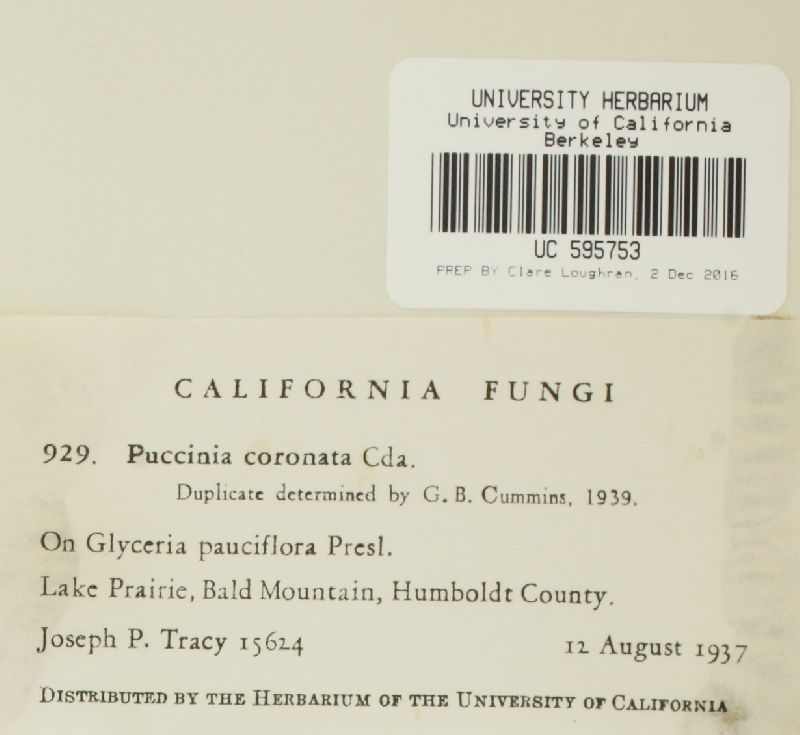 UNIVERSITY HERBARIUM
University of California
Berkeley
UC 595753
PREP BY Clare Loughran, 2 Dec 2016
CALIFORNIA FUNGI
929. Puccinia coronata Cda.
Duplicate determined by G. B. Cummins, 1939.
On Glyceria pauciflora Presl.
Lake Prairie, Bald Mountain, Humboldt County.
Joseph P. Tracy 15624 12 August 1937
DISTRIBUTED BY THE HERBARIUM OF THE UNIVERSITY OF CALIFORNIA